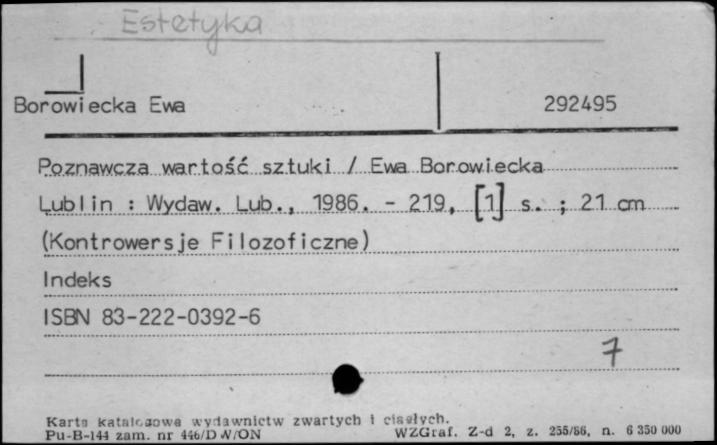 Estetyka
Borowiecka Ewa 292495
Poznawcza wartość sztuki / Ewa Borowiecka
Lublin : Wydaw. Lub., 1986. - 219, [1] s. ; 21 cm
(Kontrowersje Filozoficzne)
Indeks
ISBN 83-222-0392-6
7
Karta katalogowa wydawnictw zwartych i ciągłych.
Pu-B-144 zam. nr 446/D W/ON WZGraf. Z-d 2, z. 255/86, n. 6 350 000